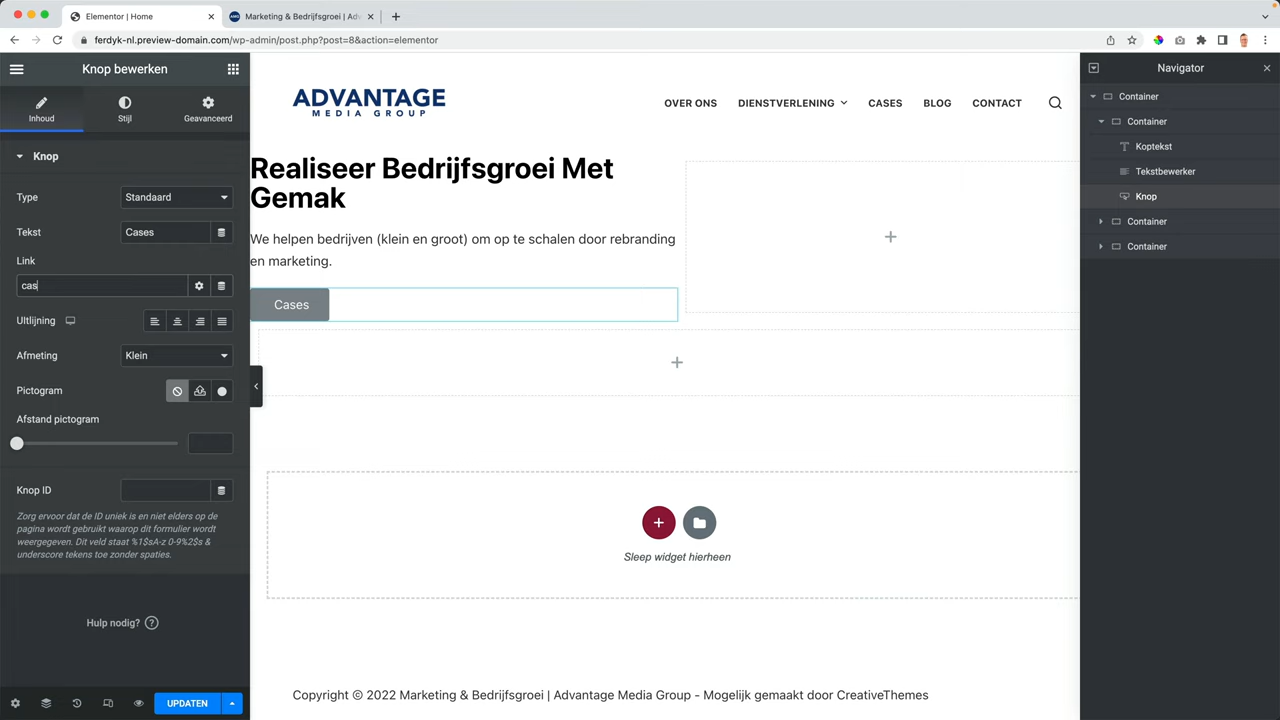 Elementor | Home
Marketing & Bedrijfsgroei | Adv
ferdyk-nl.preview-domain.com/wp-admin/post.php?post=8&action=elementor
Knop bewerken
Inhoud
Stijl
Geavanceerd
Knop
Type
Standaard
Tekst
Cases
Link
cas
Uitlijning
Afmeting
Klein
Pictogram
Afstand pictogram
Knop ID
Zorg ervoor dat de ID uniek is en niet elders op de
pagina wordt gebruikt waarop dit formulier wordt
weergegeven. Dit veld staat %1$sA-z 0-9%2$s &
underscore tekens toe zonder spaties.
Hulp nodig?
UPDATEN
ADVANTAGE
MEDIA GROUP
OVER ONS
DIENSTVERLENING
CASES
BLOG
CONTACT
Realiseer Bedrijfsgroei Met
Gemak
We helpen bedrijven (klein en groot) om op te schalen door rebranding
en marketing.
Cases
Sleep widget hierheen
Copyright © 2022 Marketing & Bedrijfsgroei | Advantage Media Group - Mogelijk gemaakt door CreativeThemes
Navigator
Container
Container
Koptekst
Tekstbewerker
Knop
Container
Container